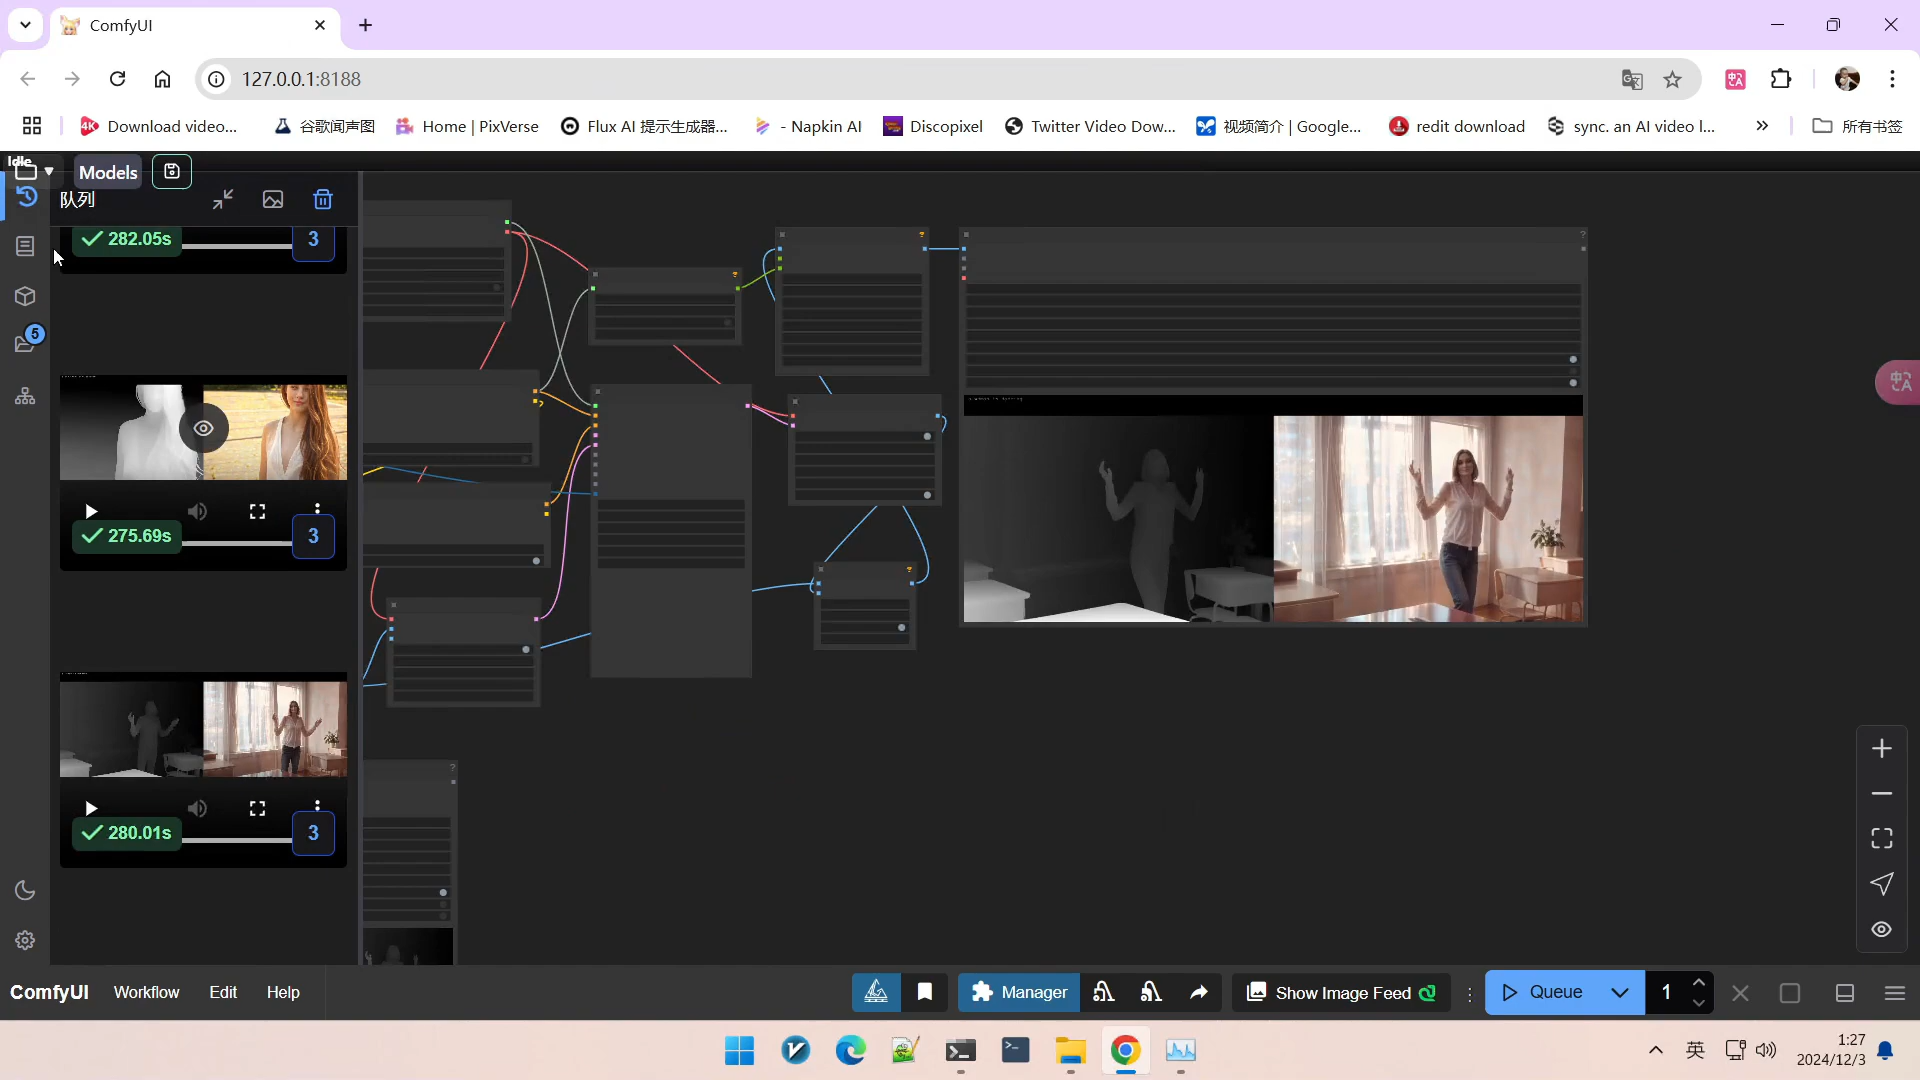 ComfyUI
127.0.0.1:8188
Download video...
谷歌闻声图
Home | PixVerse
Flux AI 提示生成器...
- Napkin AI
Discopixel
Twitter Video Dow...
视频简介 | Google...
redit download
sync. an AI video l...
所有书签
Idle
Models
队列
282.05s
3
5
275.69s
3
280.01s
3
ComfyUI
Workflow
Edit
Help
Manager
Show Image Feed
Queue
1
英
1:27
2024/12/3